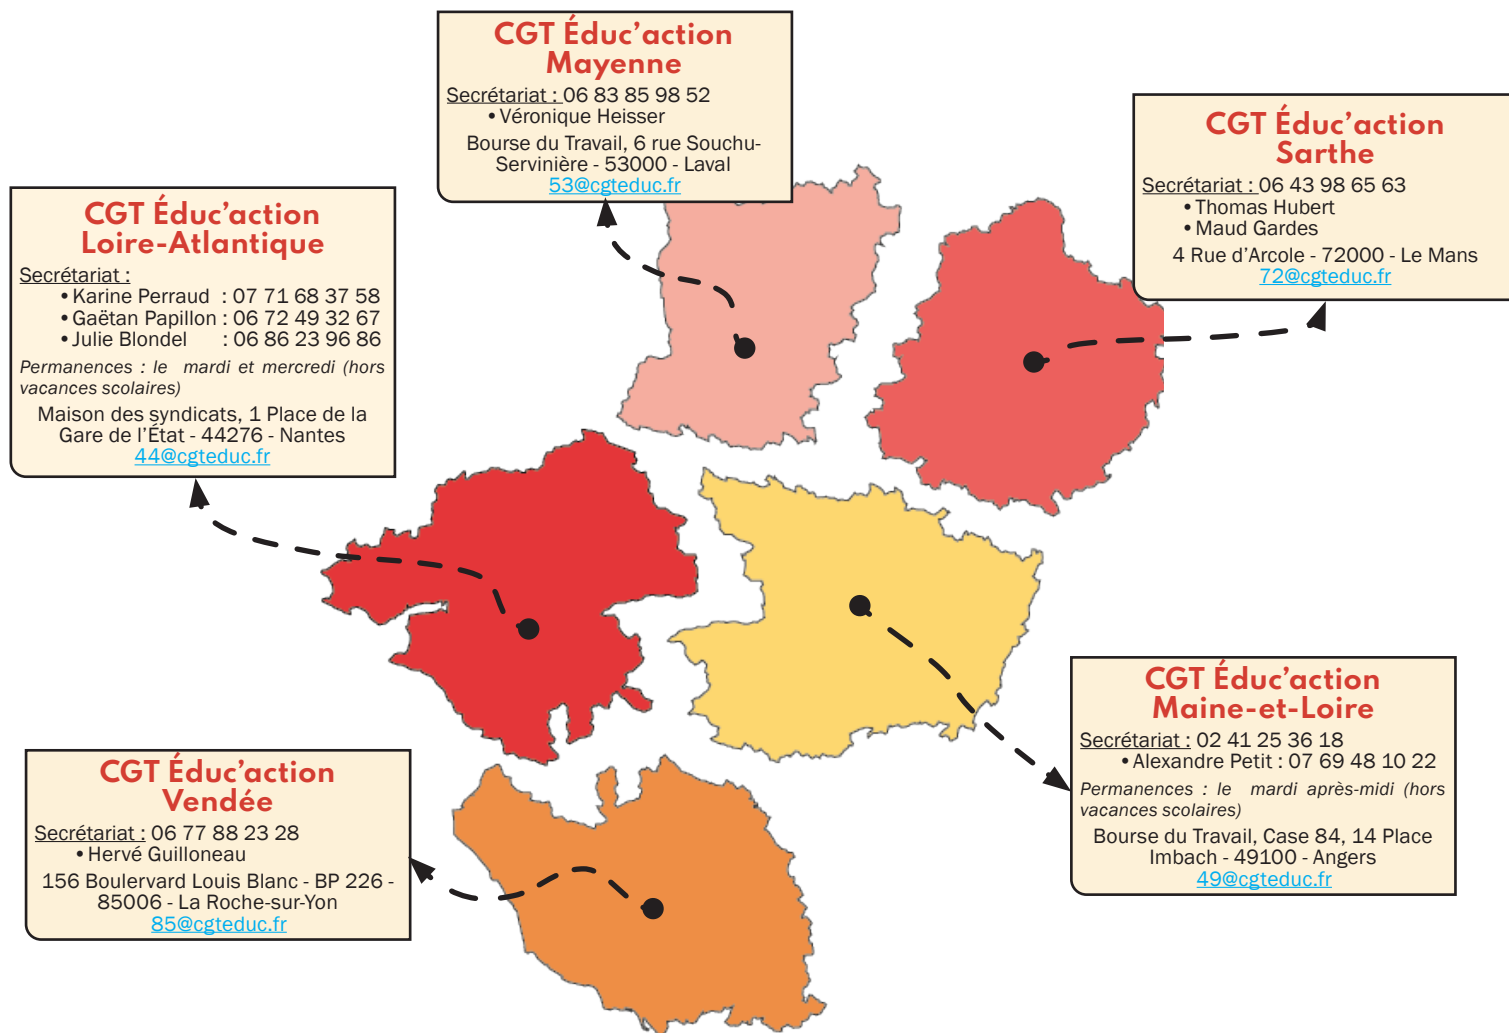 CGT Éduc’action
Mayenne
Secrétariat : 06 83 85 98 52
• Véronique Heisser
Bourse du Travail, 6 rue Souchu-
Servinière - 53000 - Laval
53@cgteduc.fr
CGT Éduc’action
Sarthe
Secrétariat : 06 43 98 65 63
• Thomas Hubert
• Maud Gardes
4 Rue d’Arcole - 72000 - Le Mans
72@cgteduc.fr
CGT Éduc’action
Loire-Atlantique
Secrétariat :
• Karine Perraud : 07 71 68 37 58
• Gaëtan Papillon : 06 72 49 32 67
• Julie Blondel : 06 86 23 96 86
Permanences : le mardi et mercredi (hors
vacances scolaires)
Maison des syndicats, 1 Place de la
Gare de l’État - 44276 - Nantes
44@cgteduc.fr
CGT Éduc’action
Maine-et-Loire
Secrétariat : 02 41 25 36 18
• Alexandre Petit : 07 69 48 10 22
Permanences : le mardi après-midi (hors
vacances scolaires)
Bourse du Travail, Case 84, 14 Place
Imbach - 49100 - Angers
49@cgteduc.fr
CGT Éduc’action
Vendée
Secrétariat : 06 77 88 23 28
• Hervé Guilloneau
156 Boulervard Louis Blanc - BP 226 -
85006 - La Roche-sur-Yon
85@cgteduc.fr